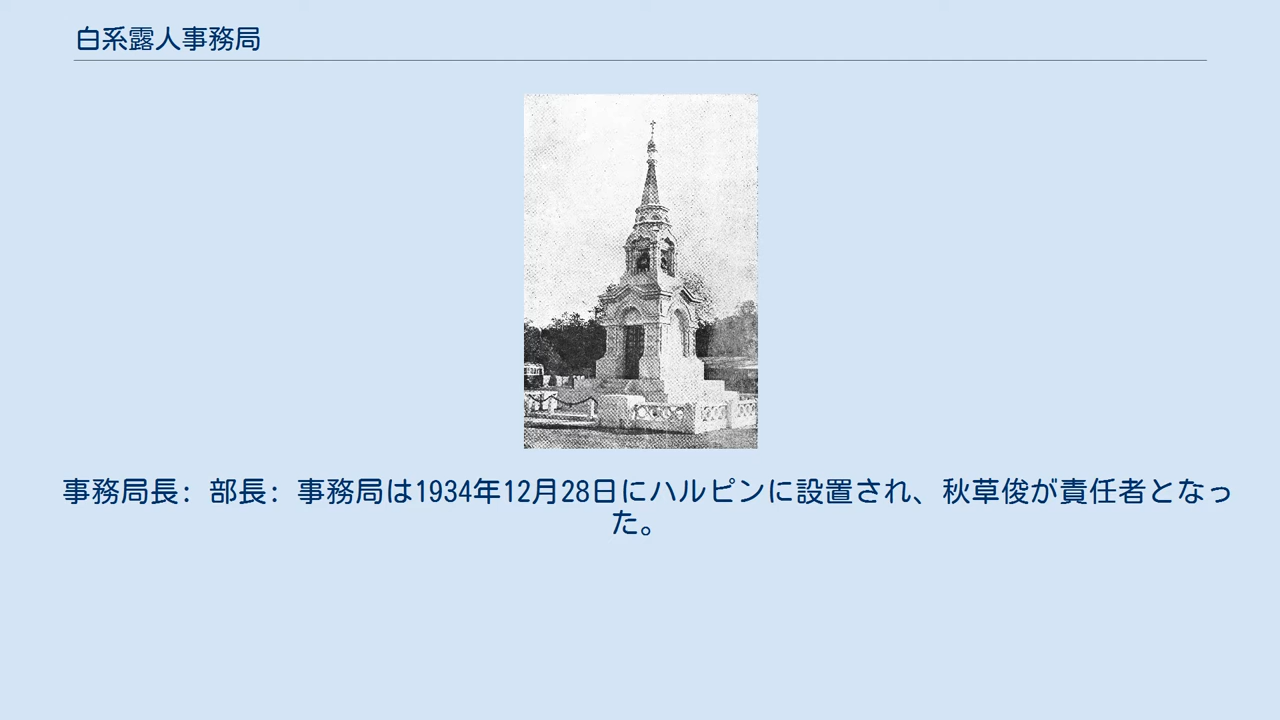 白系露人事務局
事務局長：部長：事務局は1934年12月28日にハルピンに設置され、秋草俊が責任者となっ
た。